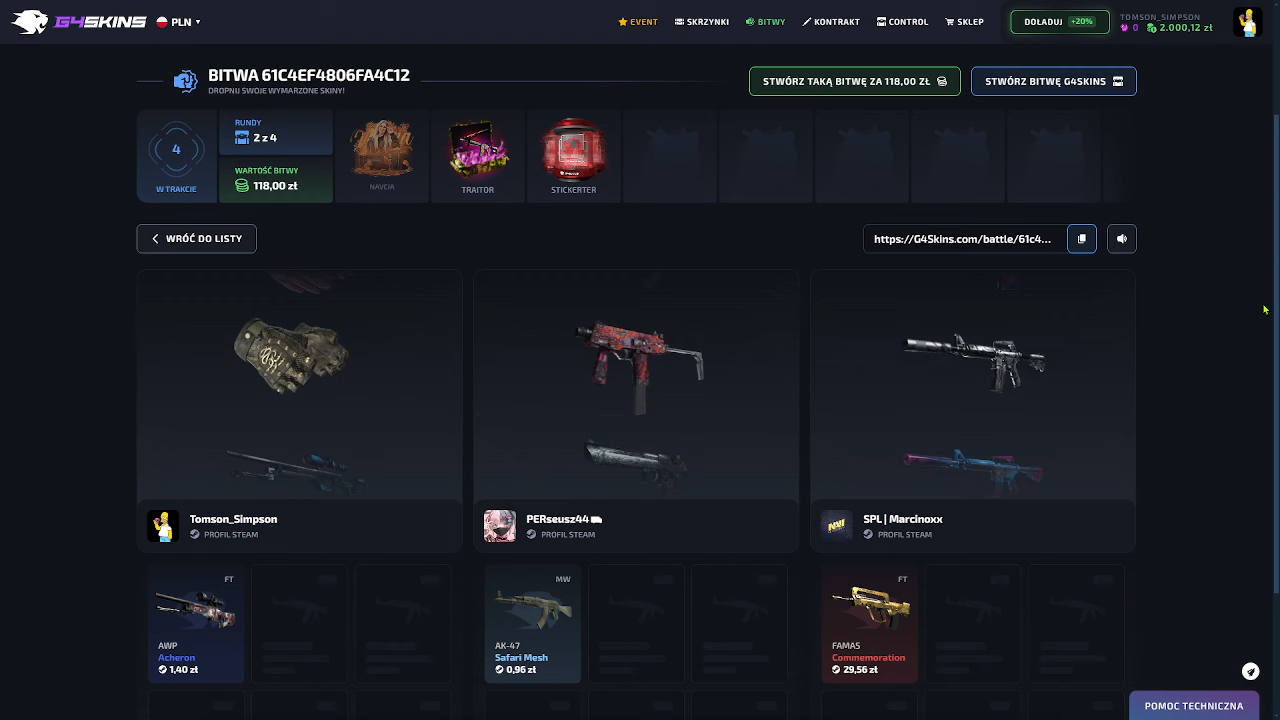 G4SKINS
PLN
EVENT
SKRZYNKI
BITWY
KONTRAKT
CONTROL
SKLEP
DOŁADUJ
+20%
TOMSON_SIMPSON
0
2.000,12 zł
BITWA 61C4EF4806FA4C12
DROPNIJ SWOJE WYMARZONE SKINY!
STWÓRZ TAKĄ BITWĘ ZA 118,00 ZŁ
STWÓRZ BITWĘ G4SKINS
4
W TRAKCIE
RUNDY
2 z 4
WARTOŚĆ BITWY
118,00 zł
NAVCIA
TRAITOR
STICKERTER
WRÓĆ DO LISTY
https://G4Skins.com/battle/61c4...
Tomson_Simpson
PROFIL STEAM
PERseusz44
PROFIL STEAM
SPL | Marcinoxx
PROFIL STEAM
FT
AWP
Acheron
1,40 zł
MW
AK-47
Safari Mesh
0,96 zł
FT
FAMAS
Commemoration
29,56 zł
POMOC TECHNICZNA